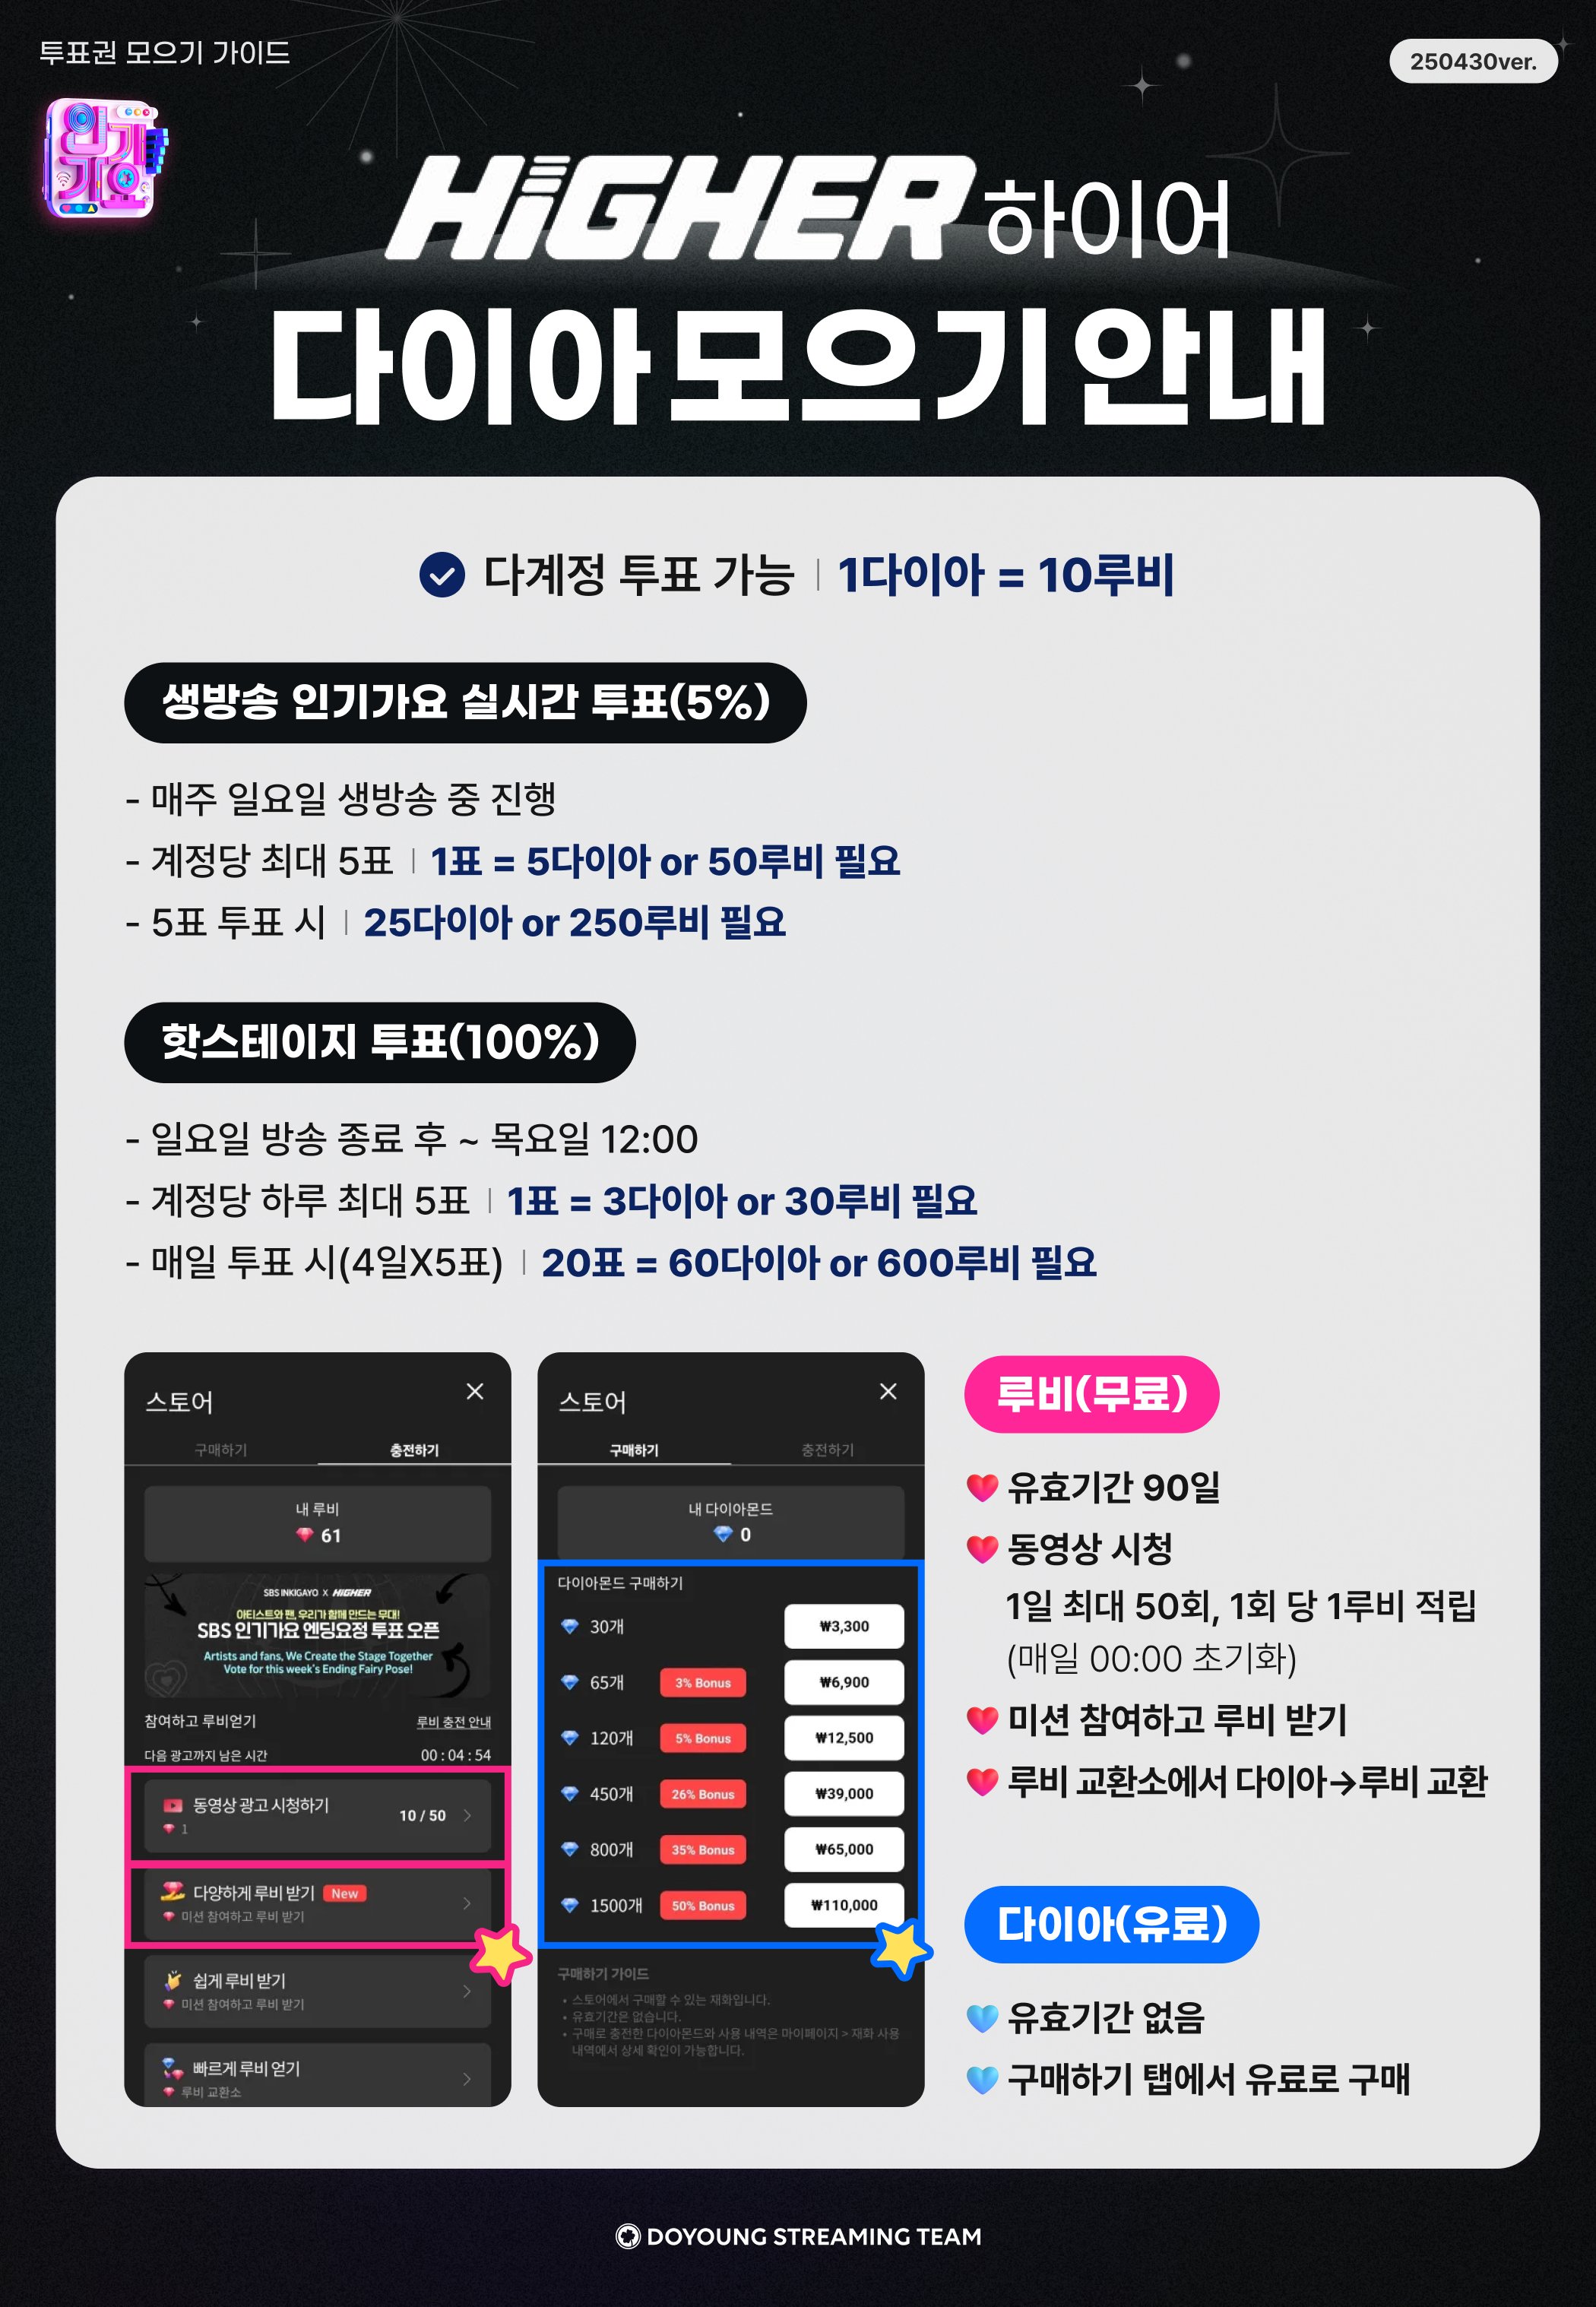 투표권 모으기 가이드
250430ver.
인기가요
HiGHER 하이어
다이아 모으기 안내
다계정 투표 가능 | 1다이아 = 10루비
생방송 인기가요 실시간 투표(5%)
- 매주 일요일 생방송 중 진행
- 계정당 최대 5표 | 1표 = 5다이아 or 50루비 필요
- 5표 투표 시 | 25다이아 or 250루비 필요
핫스테이지 투표(100%)
- 일요일 방송 종료 후 ~ 목요일 12:00
- 계정당 하루 최대 5표 | 1표 = 3다이아 or 30루비 필요
- 매일 투표 시(4일X5표) | 20표 = 60다이아 or 600루비 필요
스토어
구매하기 충전하기
내 루비
61
SBS INKIGAYO X HiGHER
아티스트와 팬, 우리가 함께 만드는 무대!
SBS 인기가요 엔딩요정 투표 오픈
Artists and fans, We Create the Stage Together
Vote for this week's Ending Fairy Pose!
참여하고 루비얻기 루비 충전 안내
다음 광고까지 남은 시간 00 : 04 : 54
동영상 광고 시청하기 10 / 50
1
다양하게 루비 받기 New
미션 참여하고 루비 받기
쉽게 루비 받기
미션 참여하고 루비 받기
빠르게 루비 얻기
루비 교환소
스토어
구매하기 충전하기
내 다이아몬드
0
다이아몬드 구매하기
30개 ₩3,300
65개 3% Bonus ₩6,900
120개 5% Bonus ₩12,500
450개 26% Bonus ₩39,000
800개 35% Bonus ₩65,000
1500개 50% Bonus ₩110,000
구매하기 가이드
• 스토어에서 구매할 수 있는 재화입니다.
• 유효기간은 없습니다.
• 구매로 충전한 다이아몬드와 사용 내역은 마이페이지 > 재화 사용
내역에서 상세 확인이 가능합니다.
루비(무료)
유효기간 90일
동영상 시청
1일 최대 50회, 1회 당 1루비 적립
(매일 00:00 초기화)
미션 참여하고 루비 받기
루비 교환소에서 다이아→루비 교환
다이아(유료)
유효기간 없음
구매하기 탭에서 유료로 구매
DOYOUNG STREAMING TEAM